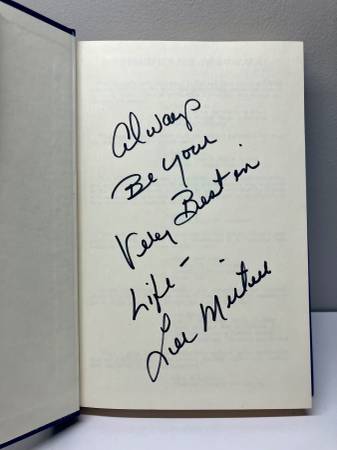 Always
Be Your
Very Best in
Life -